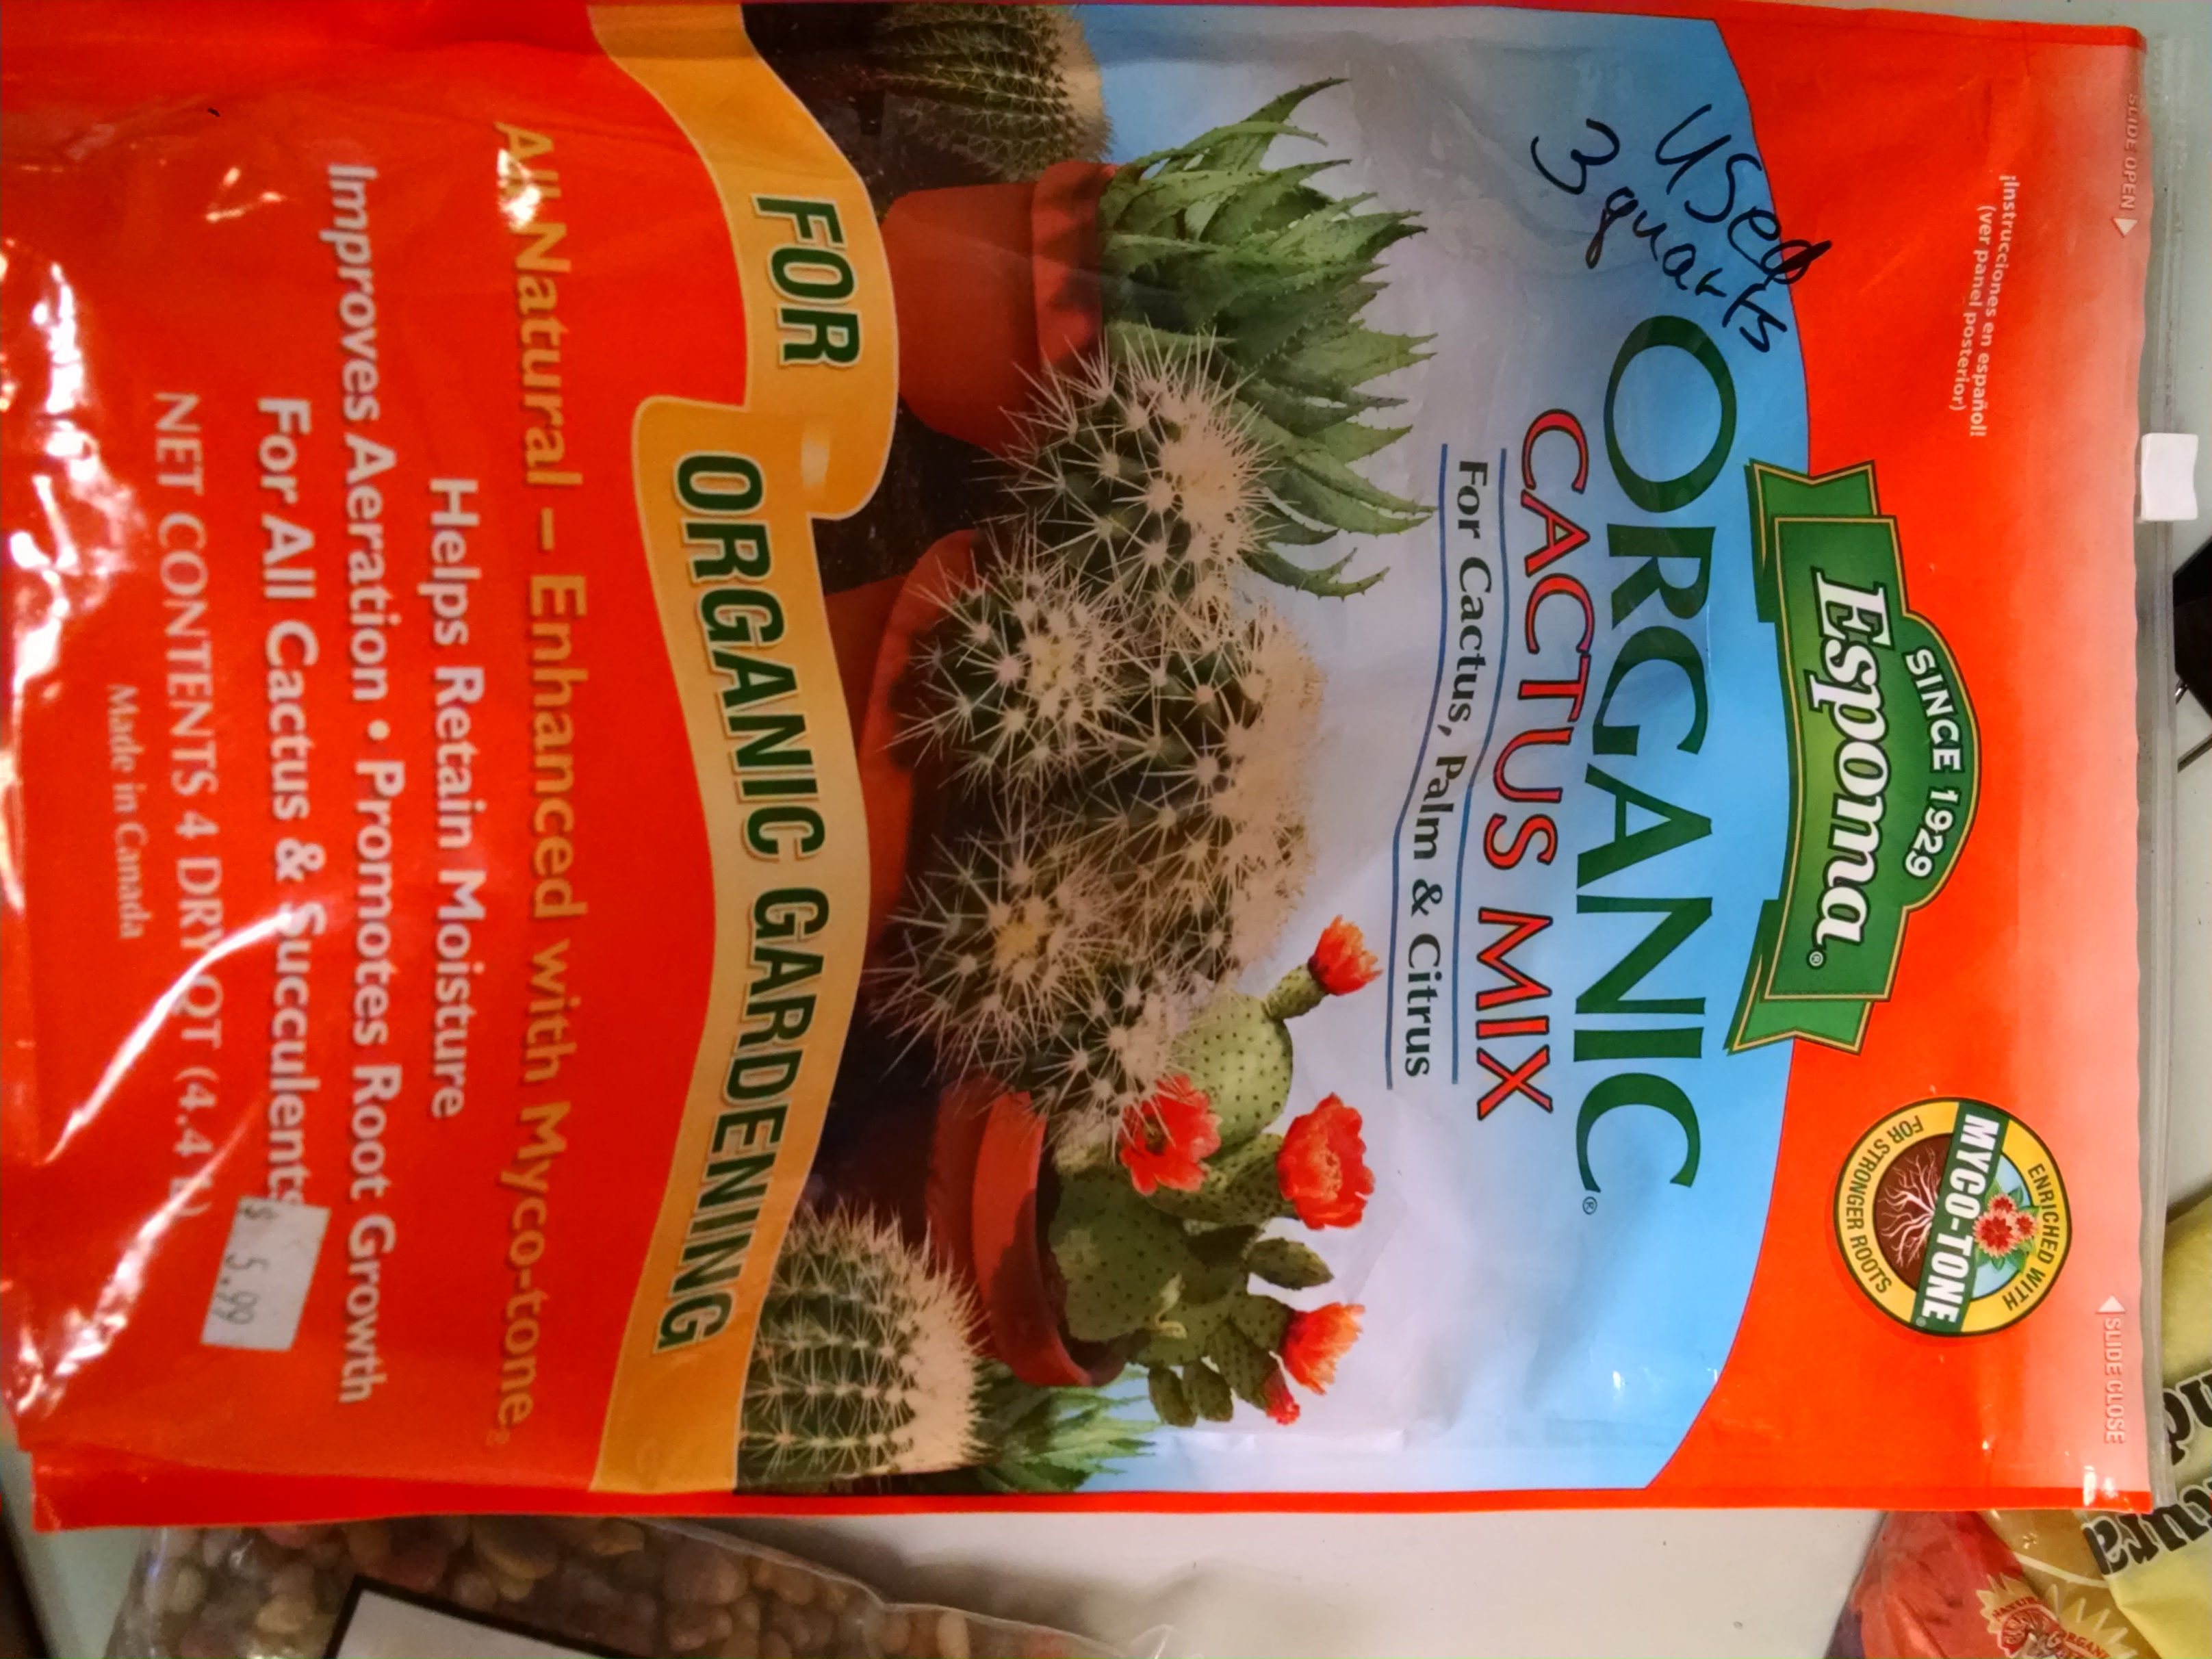 SLIDE OPEN
SLIDE CLOSE
¡Instrucciones en español!
(ver panel posterior)
SINCE 1929
Espoma®
ENRICHED WITH
MYCO-TONE®
FOR STRONGER ROOTS
Used
3 quarts
ORGANIC®
CACTUS MIX
For Cactus, Palm & Citrus
FOR
ORGANIC GARDENING
All Natural – Enhanced with Myco-tone®
Helps Retain Moisture
Improves Aeration • Promotes Root Growth
For All Cactus & Succulents
NET CONTENTS 4 DRY QT (4.4 L)
Made in Canada
$ 5.99